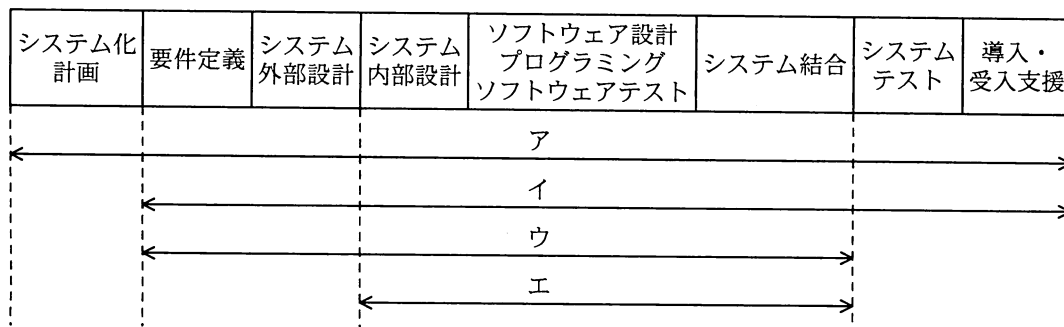 システム化
計画
要件定義
システム
外部設計
システム
内部設計
ソフトウェア設計
プログラミング
ソフトウェアテスト
システム結合
システム
テスト
導入・
受入支援
ア
イ
ウ
エ